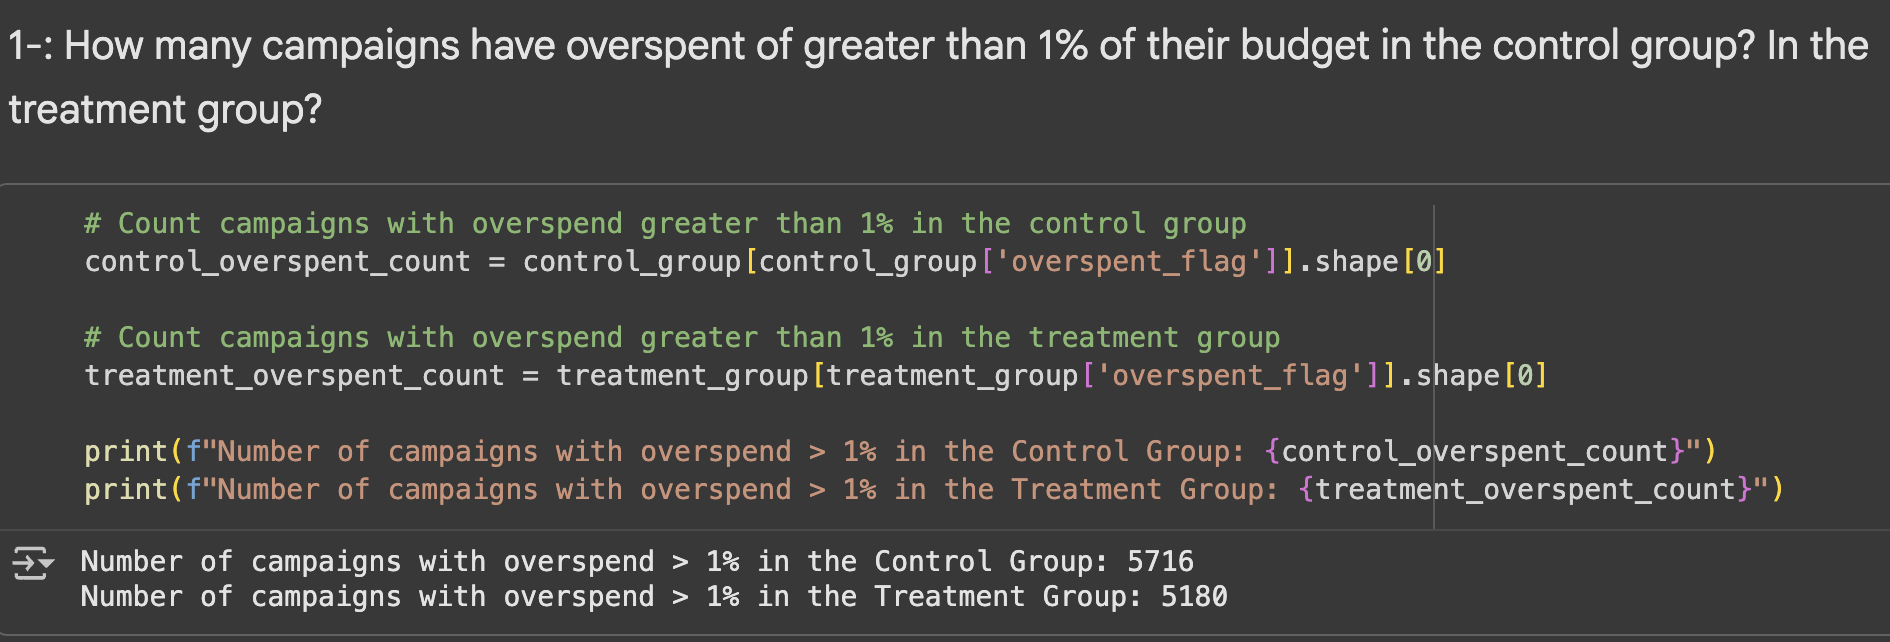 1-: How many campaigns have overspent of greater than 1% of their budget in the control group? In the
treatment group?
# Count campaigns with overspend greater than 1% in the control group
control_overspent_count = control_group[control_group['overspent_flag']].shape[0]
# Count campaigns with overspend greater than 1% in the treatment group
treatment_overspent_count = treatment_group[treatment_group['overspent_flag']].shape[0]
print(f"Number of campaigns with overspend > 1% in the Control Group: {control_overspent_count}")
print(f"Number of campaigns with overspend > 1% in the Treatment Group: {treatment_overspent_count}")
Number of campaigns with overspend > 1% in the Control Group: 5716
Number of campaigns with overspend > 1% in the Treatment Group: 5180